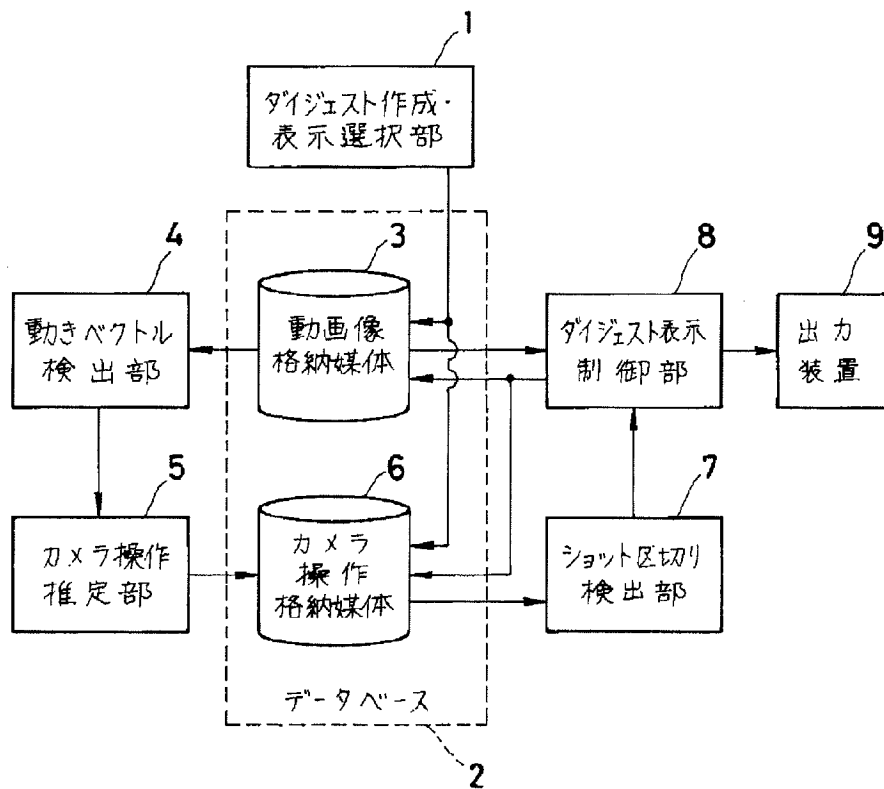 1
ダイジェスト作成・
表示選択部
4
動きベクトル
検出部
3
動画像
格納媒体
8
ダイジェスト表示
制御部
9
出力
装置
5
カメラ操作
推定部
6
カメラ
操作
格納媒体
7
ショット区切り
検出部
データベース
2